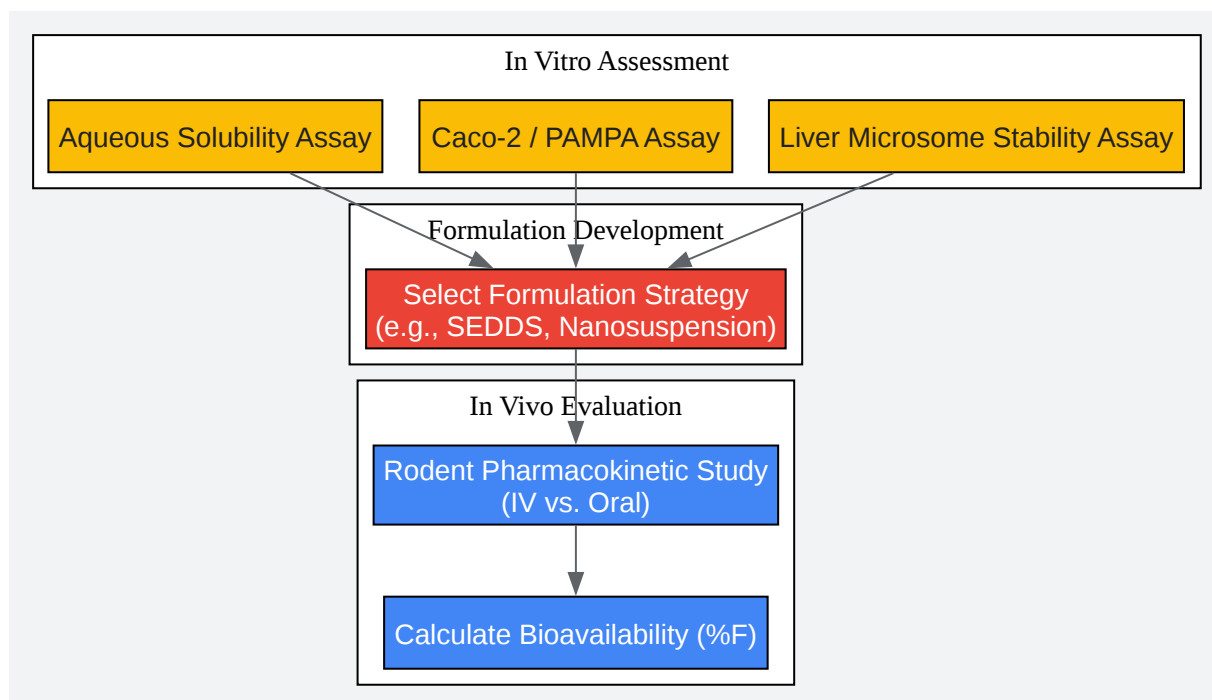 In Vitro Assessment
Aqueous Solubility Assay
Caco-2 / PAMPA Assay
Liver Microsome Stability Assay
Formulation Development
Select Formulation Strategy
(e.g., SEDDS, Nanosuspension)
In Vivo Evaluation
Rodent Pharmacokinetic Study
(IV vs. Oral)
Calculate Bioavailability (%F)